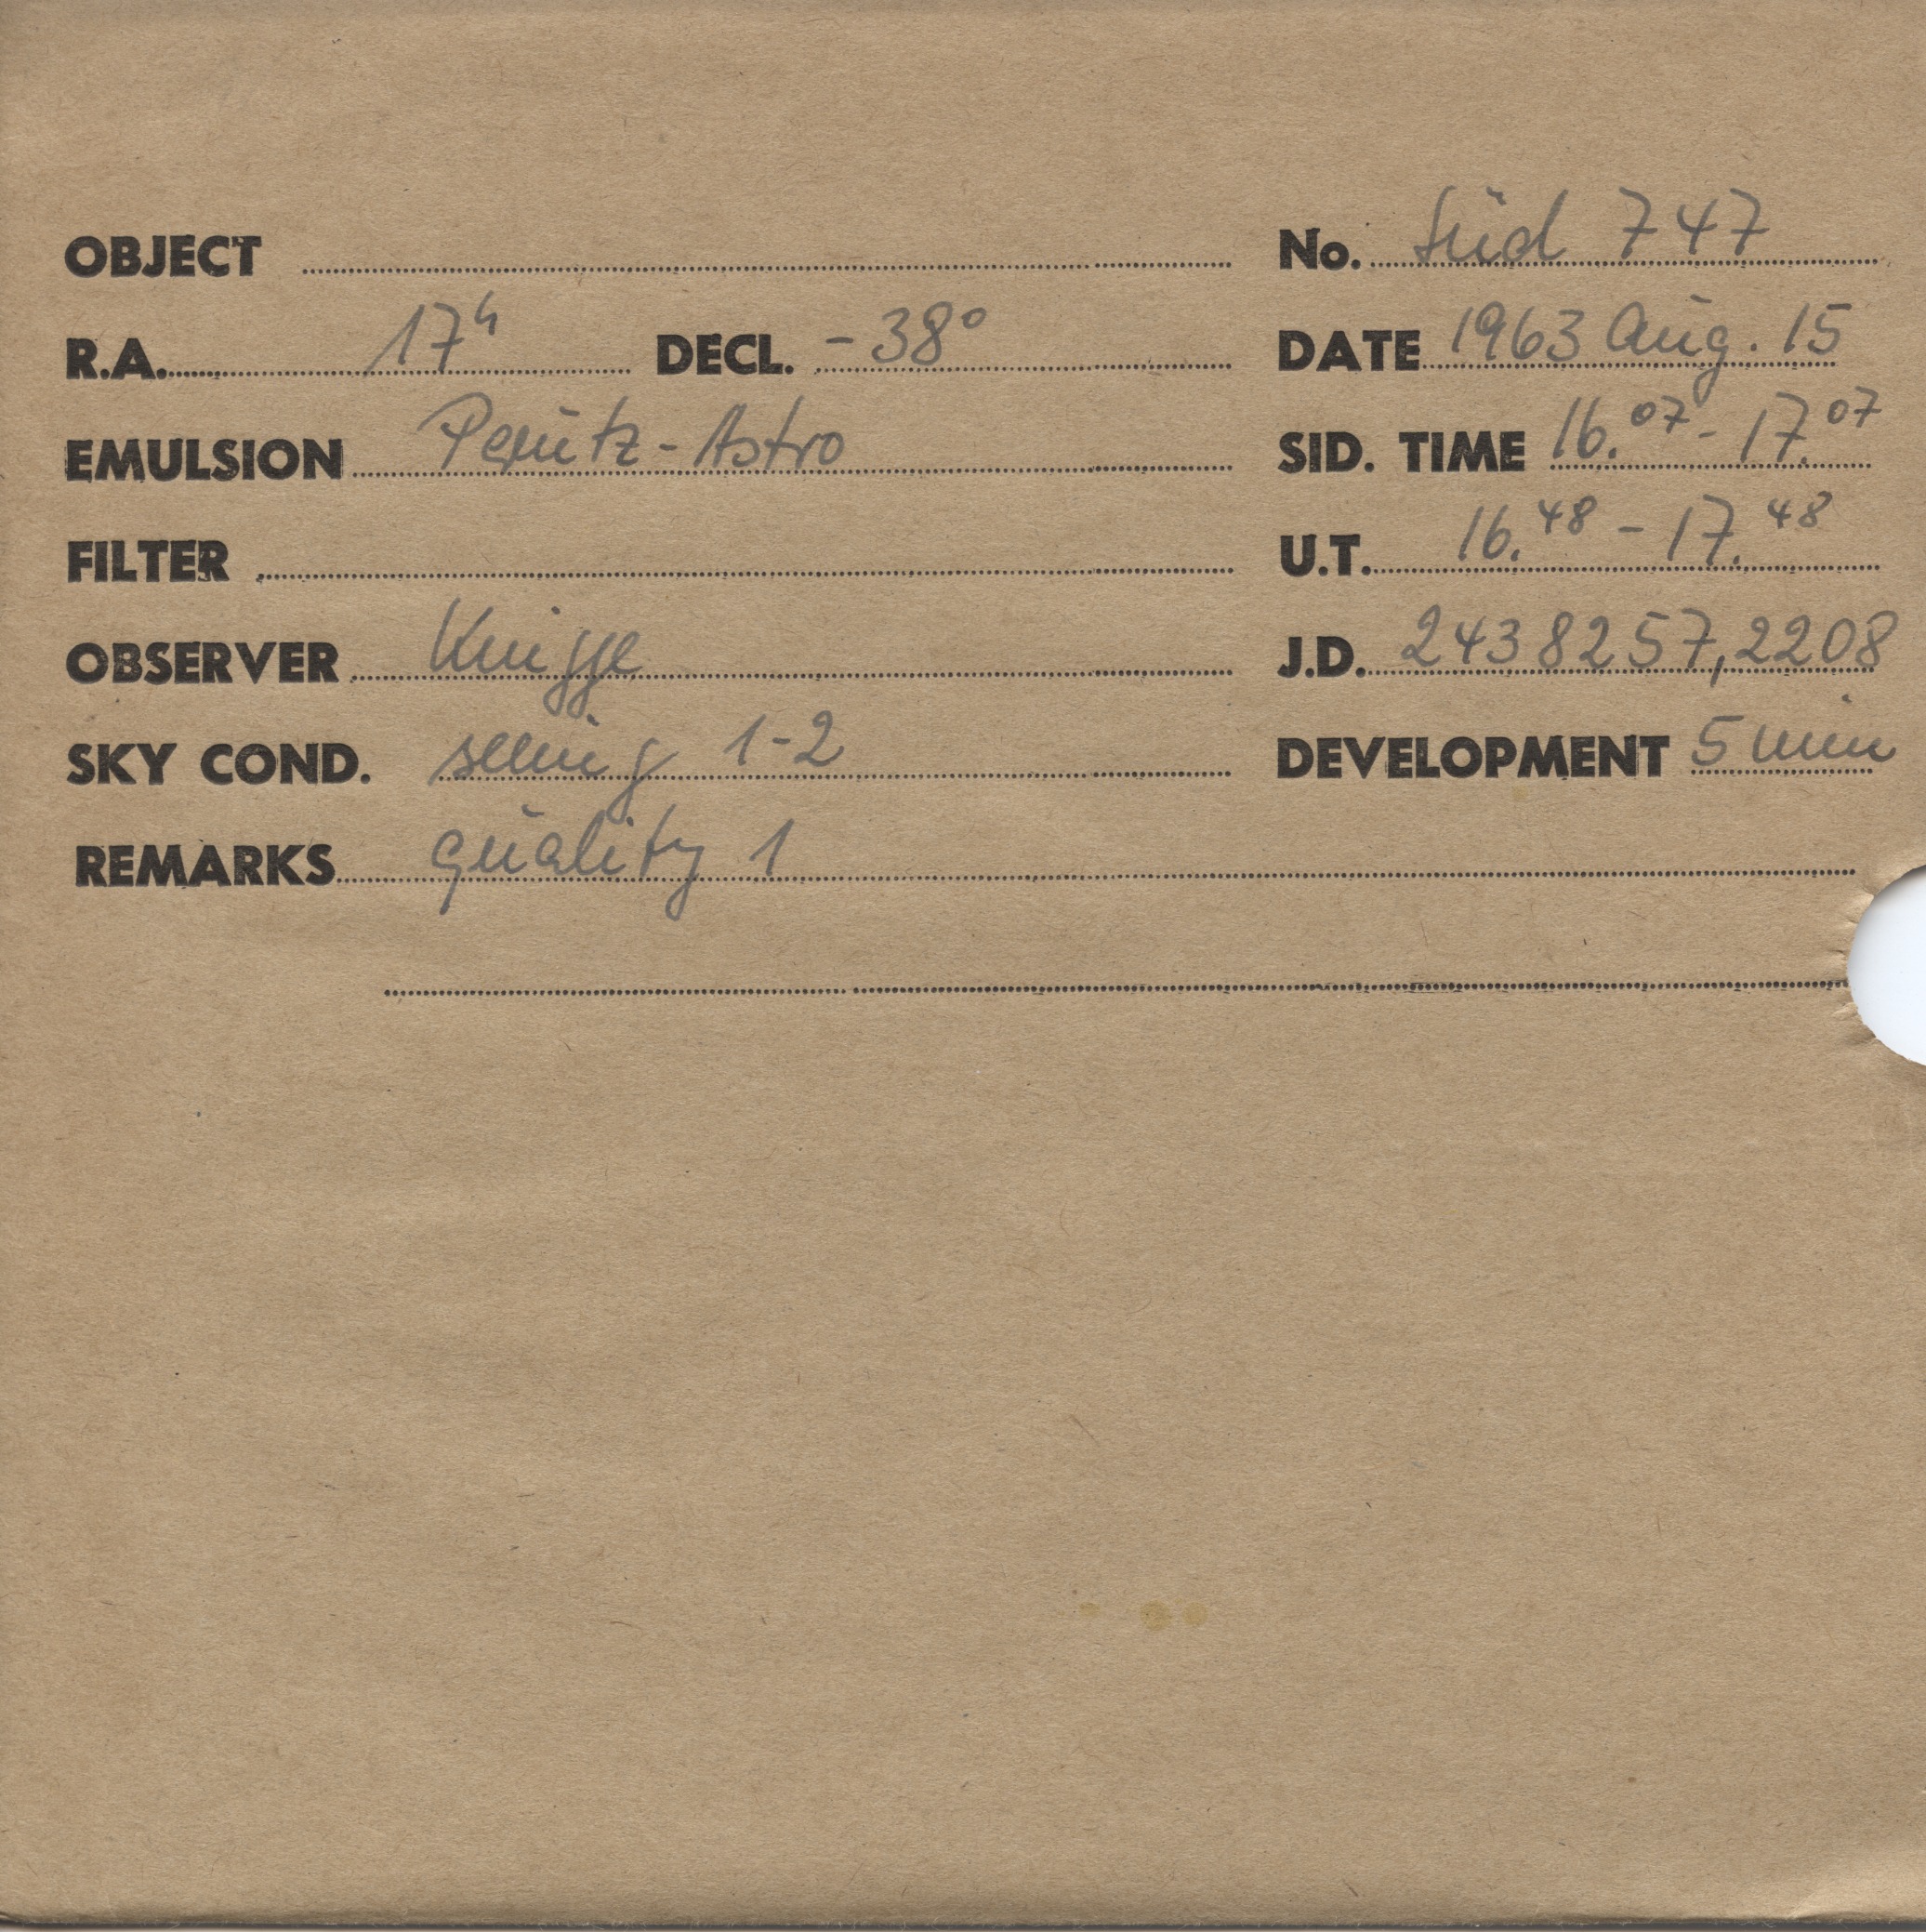 OBJECT No. Süd 747
R.A. 17h DECL. -38° DATE 1963 Aug. 15
EMULSION Perutz-Astro SID. TIME 16.07 - 17.07
FILTER U.T. 16.48 - 17.48
OBSERVER Knigge J.D. 2438257,2208
SKY COND. seeing 1-2 DEVELOPMENT 5 min
REMARKS quality 1